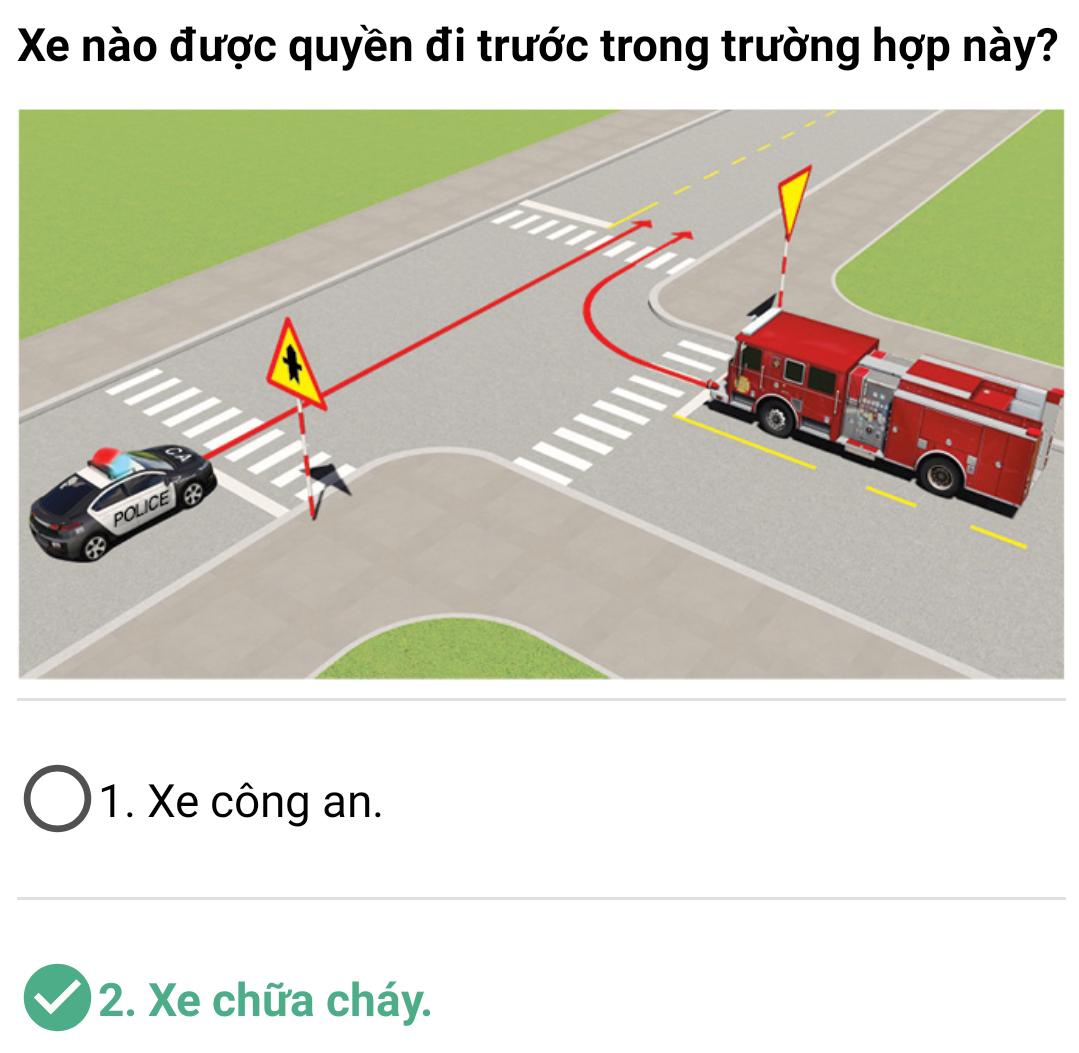 Xe nào được quyền đi trước trong trường hợp này?
CA
POLICE
1. Xe công an.
2. Xe chữa cháy.